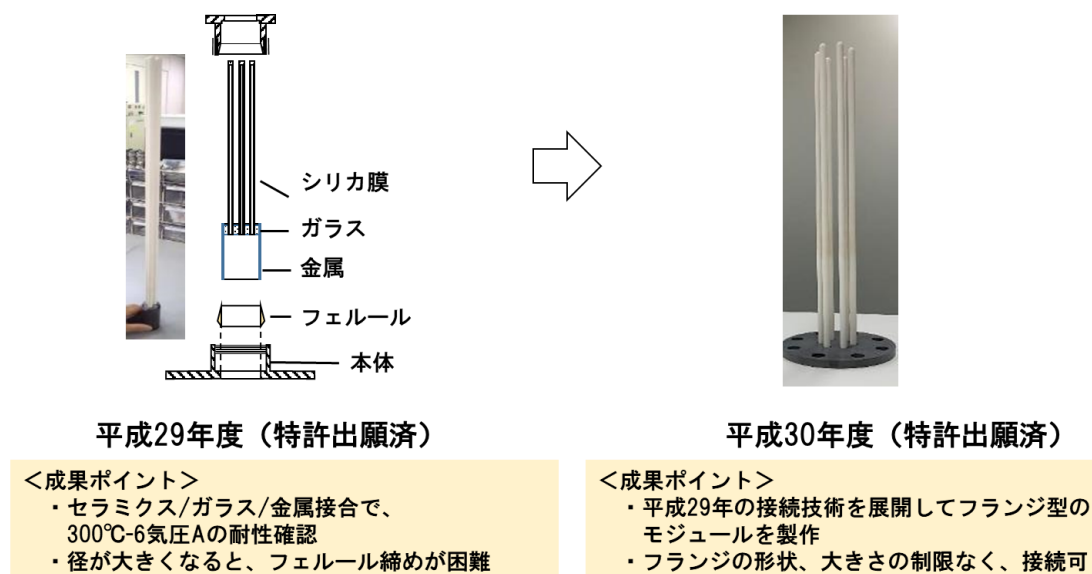 シリカ膜
ガラス
金属
フェルール
本体
平成29年度（特許出願済）
＜成果ポイント＞
・セラミクス/ガラス/金属接合で、
300℃-6気圧Aの耐性確認
・径が大きくなると、フェルール締めが困難
平成30年度（特許出願済）
＜成果ポイント＞
・平成29年の接続技術を展開してフランジ型の
モジュールを製作
・フランジの形状、大きさの制限なく、接続可